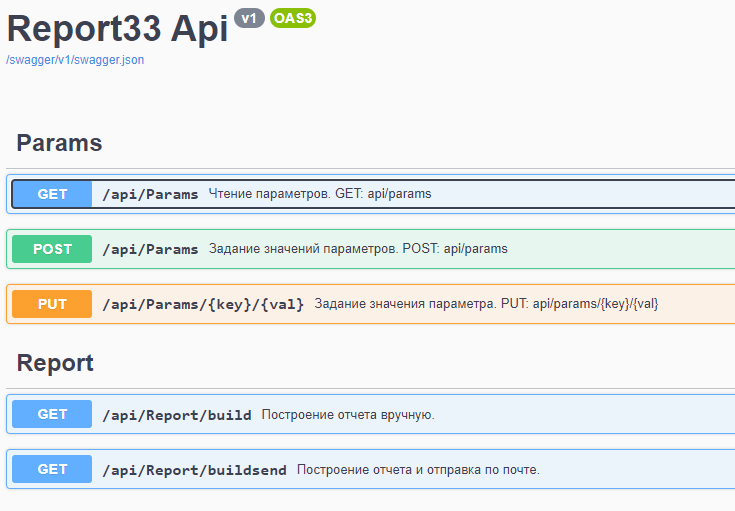 Report33 Api v1 OAS3
/swagger/v1/swagger.json
Params
GET /api/Params Чтение параметров. GET: api/params
POST /api/Params Задание значений параметров. POST: api/params
PUT /api/Params/{key}/{val} Задание значения параметра. PUT: api/params/{key}/{val}
Report
GET /api/Report/build Построение отчета вручную.
GET /api/Report/buildsend Построение отчета и отправка по почте.